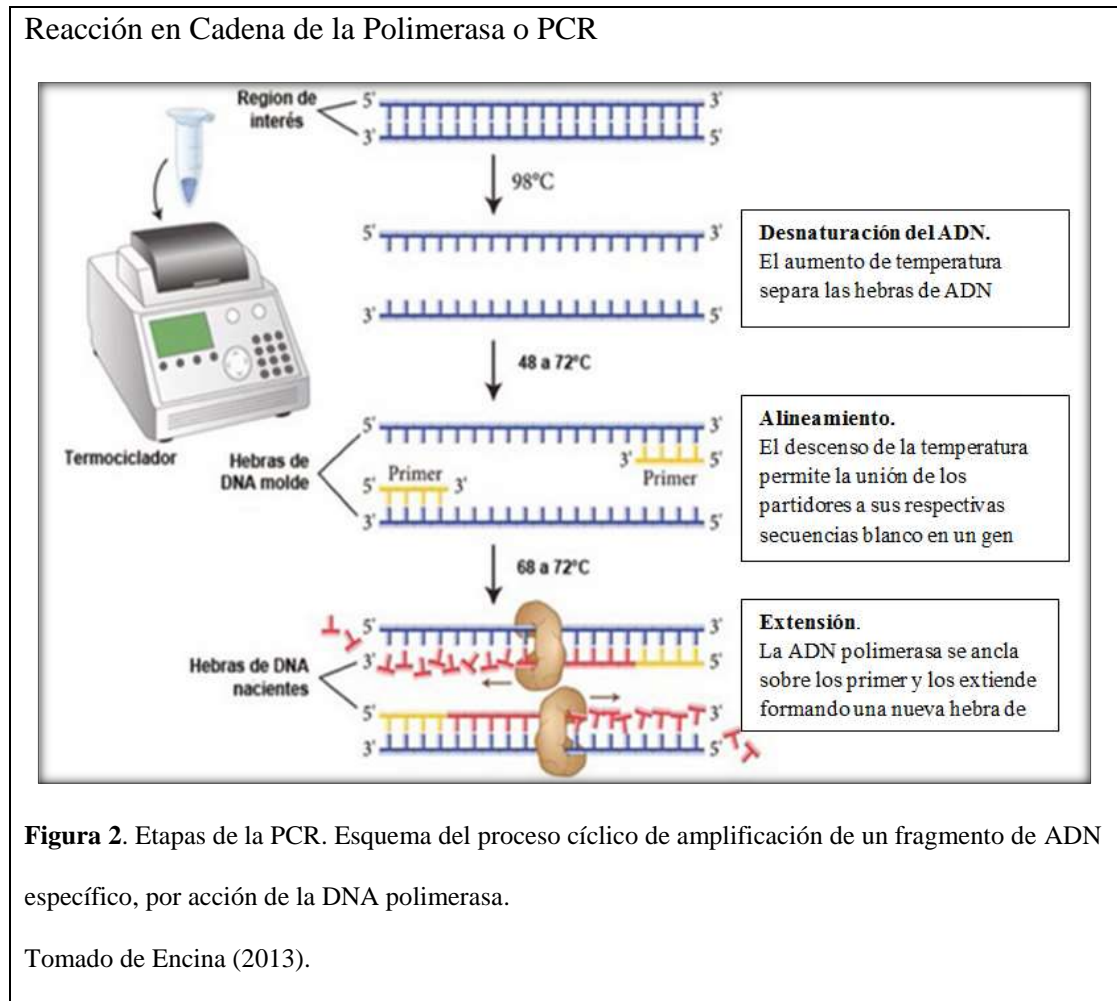 Reacción en Cadena de la Polimerasa o PCR
Region de
interés
5'
3'
3'
5'
98ºC
5'
3'
3'
5'
Desnaturación del ADN.
El aumento de temperatura
separa las hebras de ADN
48 a 72ºC
Termociclador
Hebras de
DNA molde
5'
3'
3'
5'
Primer
5'
Primer
3'
3'
5'
Alineamiento.
El descenso de la temperatura
permite la unión de los
partidores a sus respectivas
secuencias blanco en un gen
68 a 72ºC
Hebras de DNA
nacientes
5'
3'
3'
5'
5'
3'
3'
5'
Extensión.
La ADN polimerasa se ancla
sobre los primer y los extiende
formando una nueva hebra de
Figura 2. Etapas de la PCR. Esquema del proceso cíclico de amplificación de un fragmento de ADN
específico, por acción de la DNA polimerasa.
Tomado de Encina (2013).